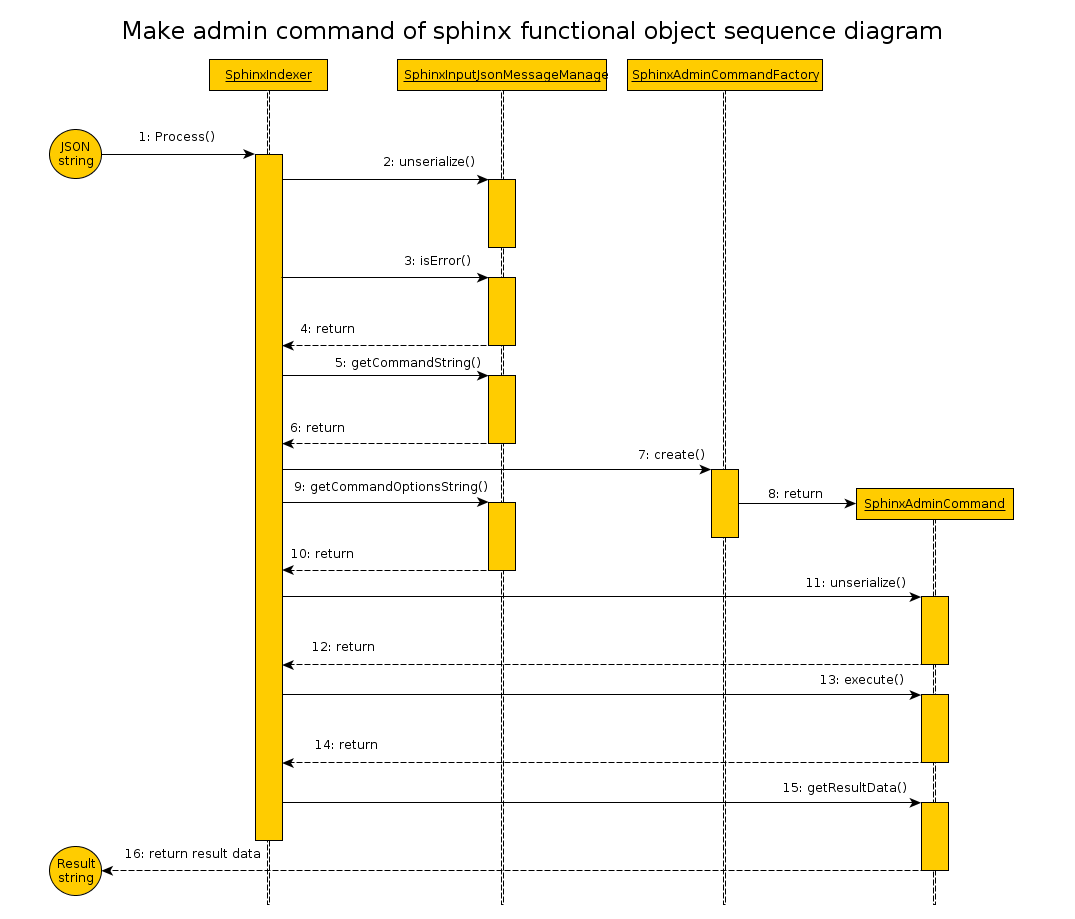 Make admin command of sphinx functional object sequence diagram
SphinxIndexer
SphinxInputJsonMessageManage
SphinxAdminCommandFactory
JSON
string
1: Process()
2: unserialize()
3: isError()
4: return
5: getCommandString()
6: return
7: create()
8: return
SphinxAdminCommand
9: getCommandOptionsString()
10: return
11: unserialize()
12: return
13: execute()
14: return
15: getResultData()
16: return result data
Result
string